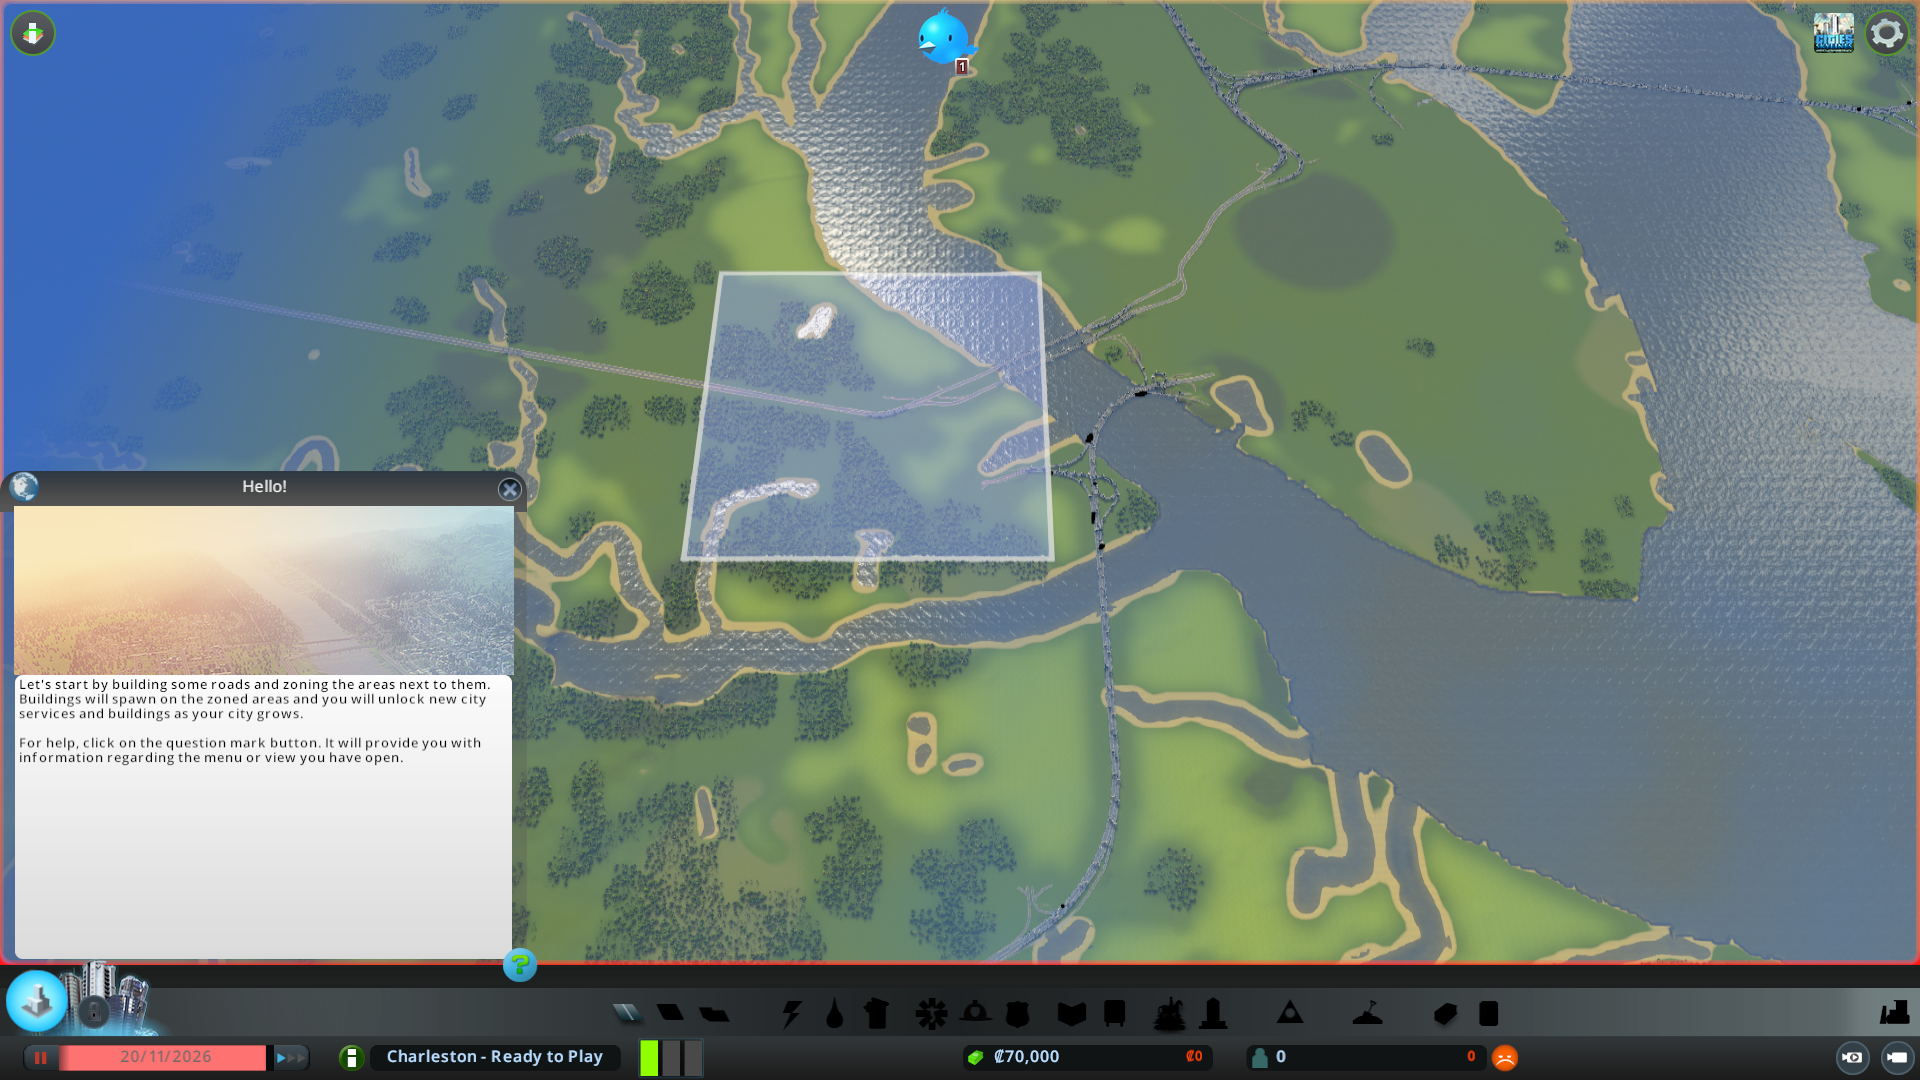 1
CITIES
SKYLINES
Hello!
Let's start by building some roads and zoning the areas next to them.
Buildings will spawn on the zoned areas and you will unlock new city
services and buildings as your city grows.
For help, click on the question mark button. It will provide you with
information regarding the menu or view you have open.
?
20/11/2026
Charleston - Ready to Play
₡70,000
₡0
0
0